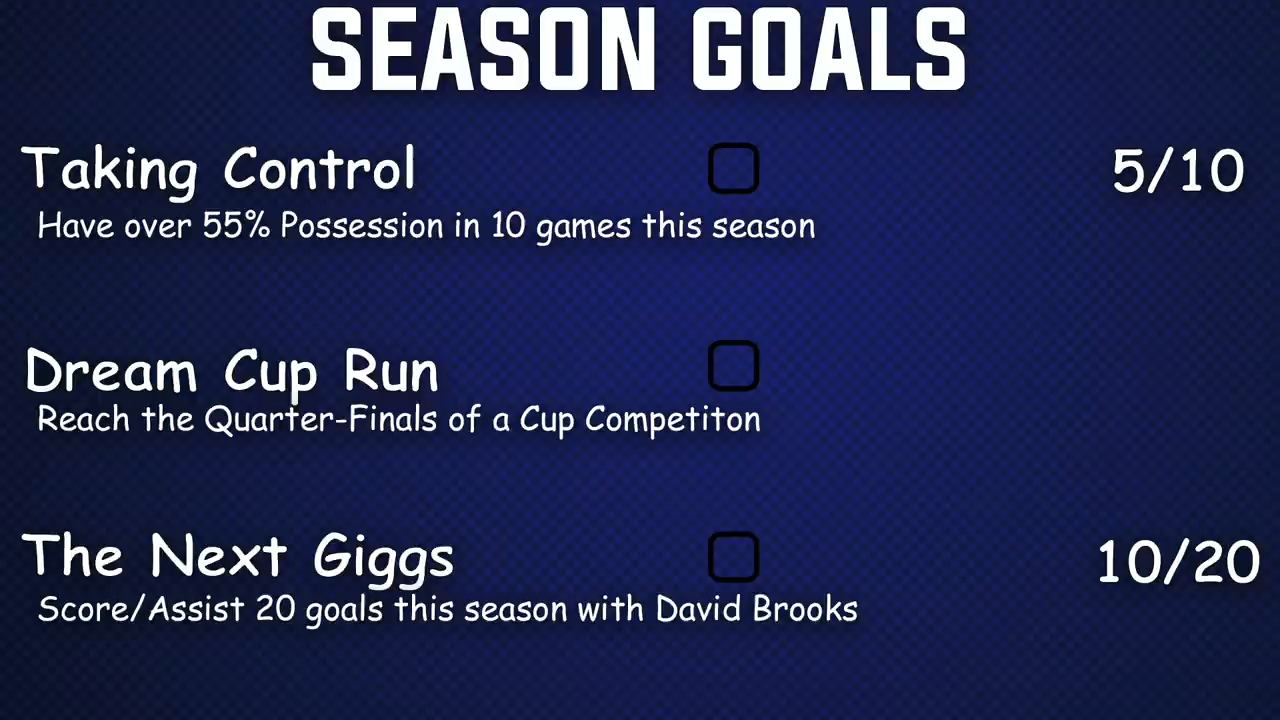 SEASON GOALS
Taking Control 5/10
Have over 55% Possession in 10 games this season
Dream Cup Run
Reach the Quarter-Finals of a Cup Competiton
The Next Giggs 10/20
Score/Assist 20 goals this season with David Brooks